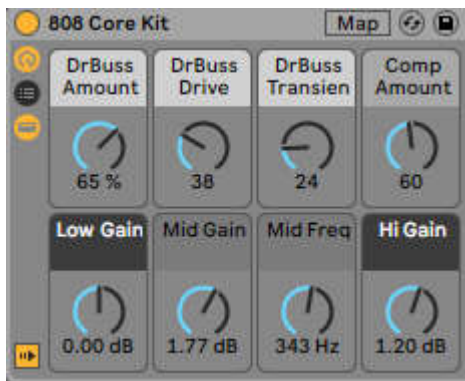 808 Core Kit
Map
DrBuss Amount
DrBuss Drive
DrBuss Transien
Comp Amount
65 %
38
24
60
Low Gain
Mid Gain
Mid Freq
Hi Gain
0.00 dB
1.77 dB
343 Hz
1.20 dB